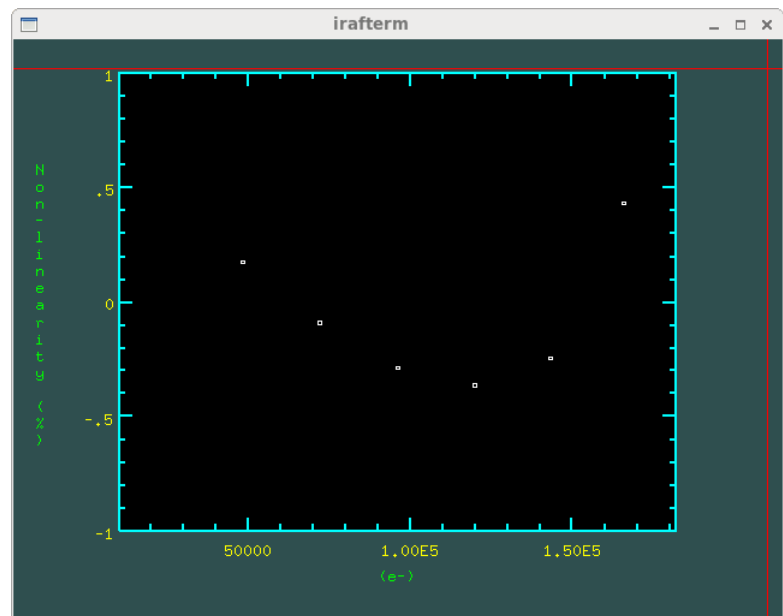 irafterm
1
.5
0
-.5
-1
Non-linearity (%)
50000 1.00E5 1.50E5
(e-)